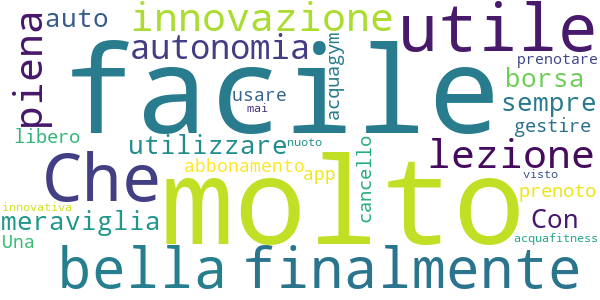 auto
innovazione
utile
piena
autonomia
facile
acquagym
prenotare
borsa
usare
mai
sempre
gestire
libero
utilizzare
nuoto
lezione
Che
abbonamento
app
cancello
visto
prenoto
molto
innovativa
meraviglia
Con
Una
acquafitness
bella
finalmente